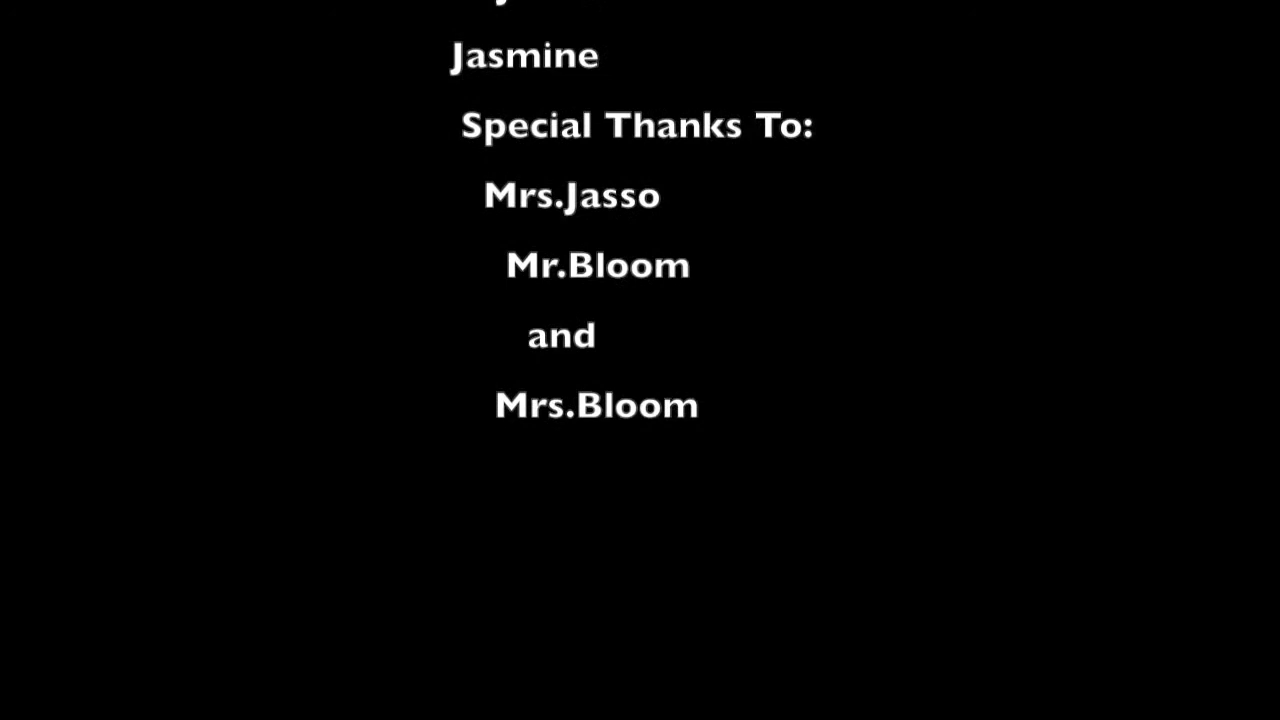 Jasmine
Special Thanks To:
Mrs.Jasso
Mr.Bloom
and
Mrs.Bloom